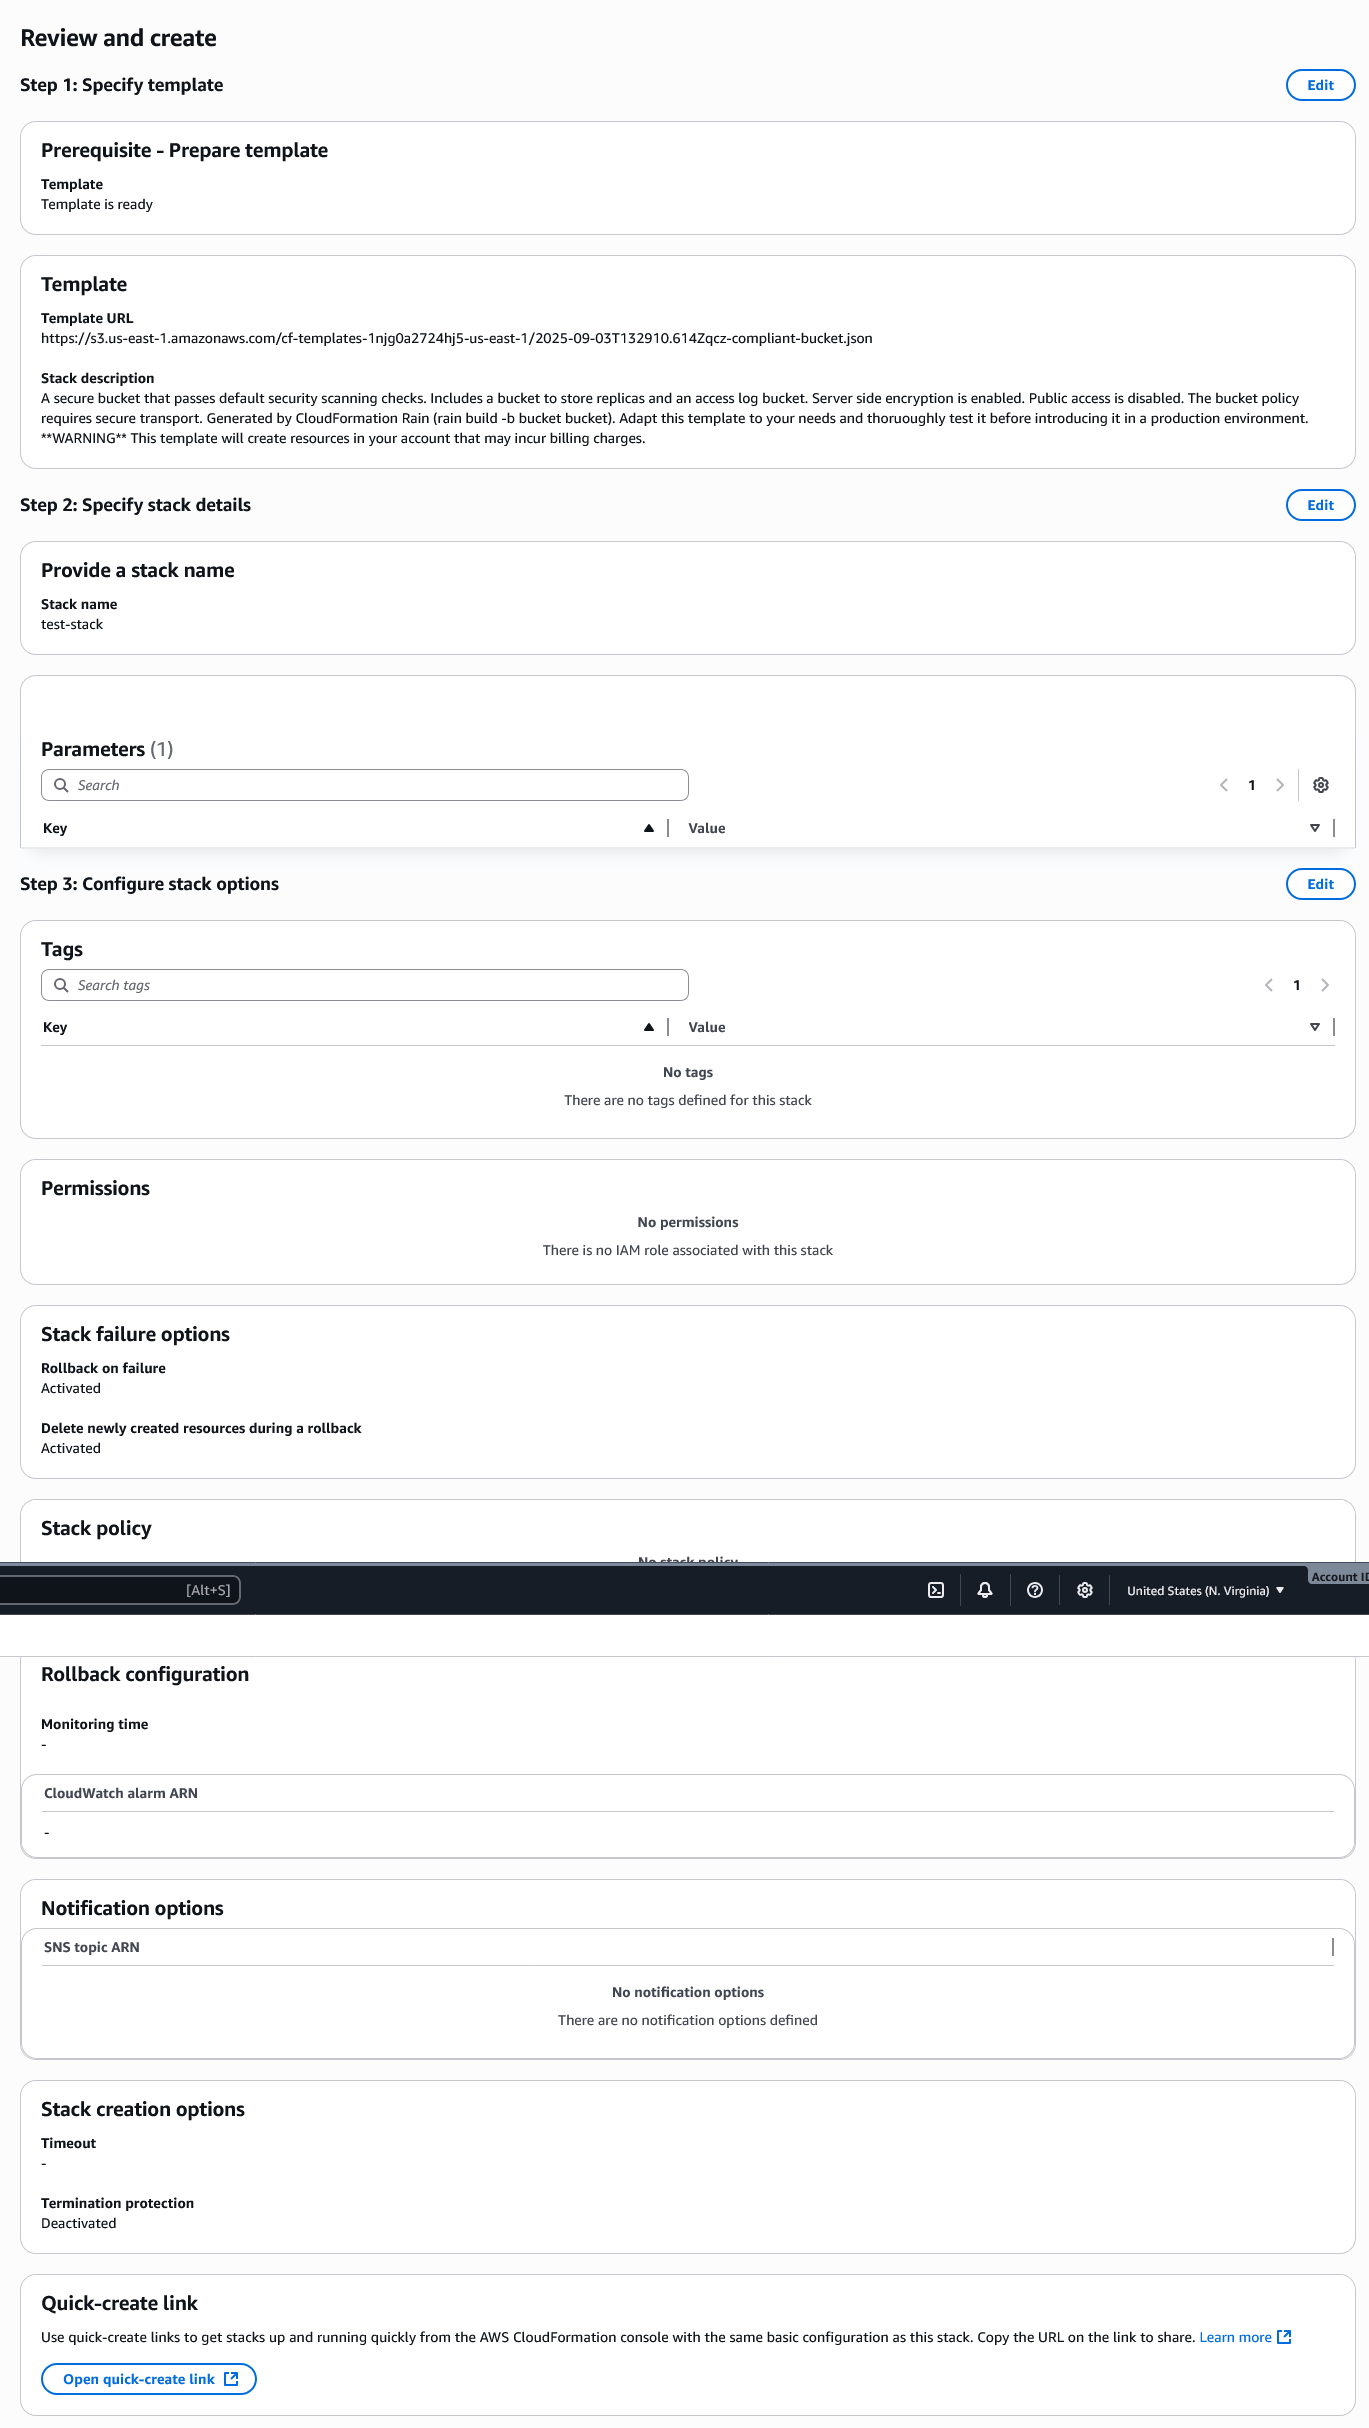 Review and create
Step 1: Specify template
Edit
Prerequisite - Prepare template
Template
Template is ready
Template
Template URL
https://s3.us-east-1.amazonaws.com/cf-templates-1njg0a2724hj5-us-east-1/2025-09-03T132910.614Zqcz-compliant-bucket.json
Stack description
A secure bucket that passes default security scanning checks. Includes a bucket to store replicas and an access log bucket. Server side encryption is enabled. Public access is disabled. The bucket policy
requires secure transport. Generated by CloudFormation Rain (rain build -b bucket bucket). Adapt this template to your needs and thoruoughly test it before introducing it in a production environment.
**WARNING** This template will create resources in your account that may incur billing charges.
Step 2: Specify stack details
Edit
Provide a stack name
Stack name
test-stack
Parameters (1)
Search
1
Key
Value
Step 3: Configure stack options
Edit
Tags
Search tags
1
Key
Value
No tags
There are no tags defined for this stack
Permissions
No permissions
There is no IAM role associated with this stack
Stack failure options
Rollback on failure
Activated
Delete newly created resources during a rollback
Activated
Stack policy
No stack policy
[Alt+S]
United States (N. Virginia)
Account ID
Rollback configuration
Monitoring time
-
CloudWatch alarm ARN
-
Notification options
SNS topic ARN
No notification options
There are no notification options defined
Stack creation options
Timeout
-
Termination protection
Deactivated
Quick-create link
Use quick-create links to get stacks up and running quickly from the AWS CloudFormation console with the same basic configuration as this stack. Copy the URL on the link to share. Learn more
Open quick-create link